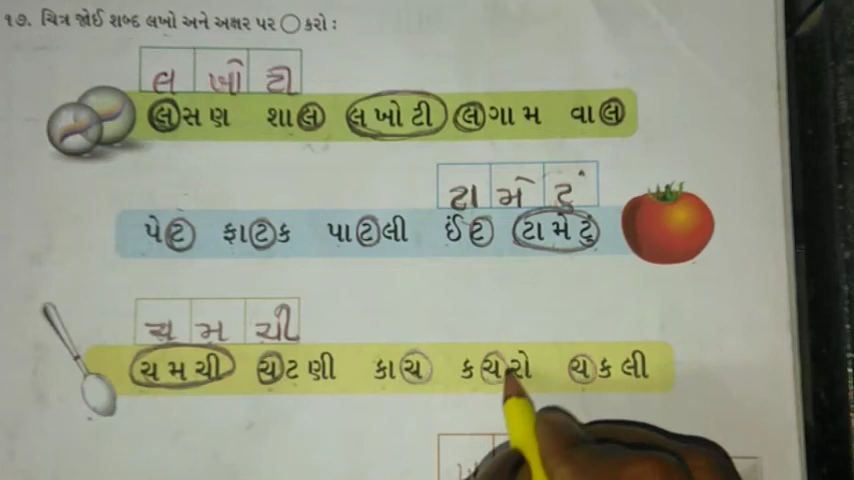 ૧૭. ચિત્ર જોઈ શબ્દ લખો અને અક્ષર પર ○ કરો :
લ ખો ટી
લસણ શાલ લખોટી લગામ વાલ
ટા મે ટું
પેટ ફાટક પાટલી ઈંટ ટામેટું
ચ મ ચી
ચમચી ચટણી કાચ કચરો ચકલી